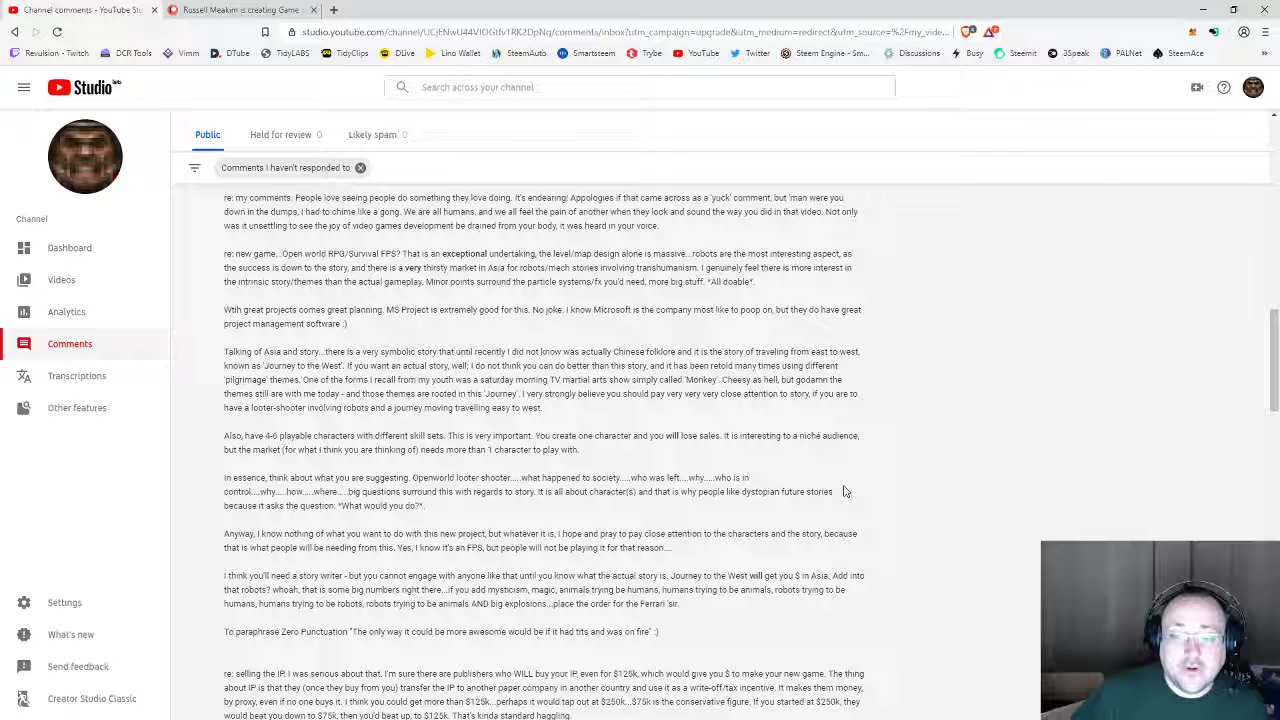 Channel comments - YouTube Stu
Russell Meakim is creating Game
studio.youtube.com/channel/UCjENwU44VJOGtfv1RK2DpNg/comments/inbox?utm_campaign=upgrade&utm_medium=redirect&utm_source=%2Fmy_vide...
Revulsion - Twitch
DCR Tools
Vimm
DTube
TidyLABS
TidyClips
DLive
Lino Wallet
SteemAuto
Smartsteem
Trybe
YouTube
Twitter
Steem Engine - Sm...
Discussions
Busy
Steemit
3Speak
PALNet
SteemAce
Studio
Search across your channel
Public
Held for review 0
Likely spam 0
Comments I haven't responded to
Channel
Dashboard
Videos
Analytics
Comments
Transcriptions
Other features
Settings
What's new
Send feedback
Creator Studio Classic
re: my comments. People love seeing people do something they love doing. It's endearing! Appologies if that came across as a 'yuck' comment, but 'man were you
down in the dumps, I had to chime like a gong. We are all humans, and we all feel the pain of another when they look and sound the way you did in that video. Not only
was it unsettling to see the joy of video games development be drained from your body, it was heard in your voice.
re: new game...Open world RPG/Survival FPS? That is an exceptional undertaking, the level/map design alone is massive...robots are the most interesting aspect, as
the success is down to the story, and there is a very thirsty market in Asia for robots/mech stories involving transhumanism. I genuinely feel there is more interest in
the intrinsic story/themes than the actual gameplay. Minor points surround the particle systems/fx you'd need, more big stuff. *All doable*.
Wtih great projects comes great planning. MS Project is extremely good for this. No joke. I know Microsoft is the company most like to poop on, but they do have great
project management software :)
Talking of Asia and story...there is a very symbolic story that until recently I did not know was actually Chinese folklore and it is the story of traveling from east to west,
known as 'Journey to the West'. If you want an actual story, well; I do not think you can do better than this story, and it has been retold many times using different
'pilgrimage' themes. One of the forms I recall from my youth was a saturday morning TV martial arts show simply called 'Monkey'. Cheesy as hell, but godamn the
themes still are with me today - and those themes are rooted in this 'Journey'. I very strongly believe you should pay very very very close attention to story, if you are to
have a looter-shooter involving robots and a journey moving travelling easy to west.
Also, have 4-6 playable characters with different skill sets. This is very important. You create one character and you will lose sales. It is interesting to a niché audience,
but the market (for what I think you are thinking of) needs more than 1 character to play with.
In essence, think about what you are suggesting. Openworld looter shooter.....what happened to society.....who was left....why.....who is in
control....why.....how.....where.....big questions surround this with regards to story. It is all about character(s) and that is why people like dystopian future stories
because it asks the question: *What would you do?*.
Anyway, I know nothing of what you want to do with this new project, but whatever it is, I hope and pray to pay close attention to the characters and the story, because
that is what people will be needing from this. Yes, I know it's an FPS, but people will not be playing it for that reason....
I think you'll need a story writer - but you cannot engage with anyone like that until you know what the actual story is. Journey to the West will get you $ in Asia. Add into
that robots? whoah, that is some big numbers right there...if you add mysticism, magic, animals trying be humans, humans trying to be animals, robots trying to be
humans, humans trying to be robots, robots trying to be animals AND big explosions...place the order for the Ferrari 'sir.
To paraphrase Zero Punctuation "The only way it could be more awesome would be if it had tits and was on fire" :)
re: selling the IP. I was serious about that. I'm sure there are publishers who WILL buy your IP, even for $125k, which would give you $ to make your new game. The thing
about IP is that they (once they buy from you) transfer the IP to another paper company in another country and use it as a write-off/tax incentive. It makes them money,
by proxy, even if no one buys it. I think you could get more than $125k...perhaps it would tap out at $250k...$75k is the conservative figure. If you started at $250k, they
would beat you down to $75k, then you'd beat up, to $125k. That's kinda standard haggling.